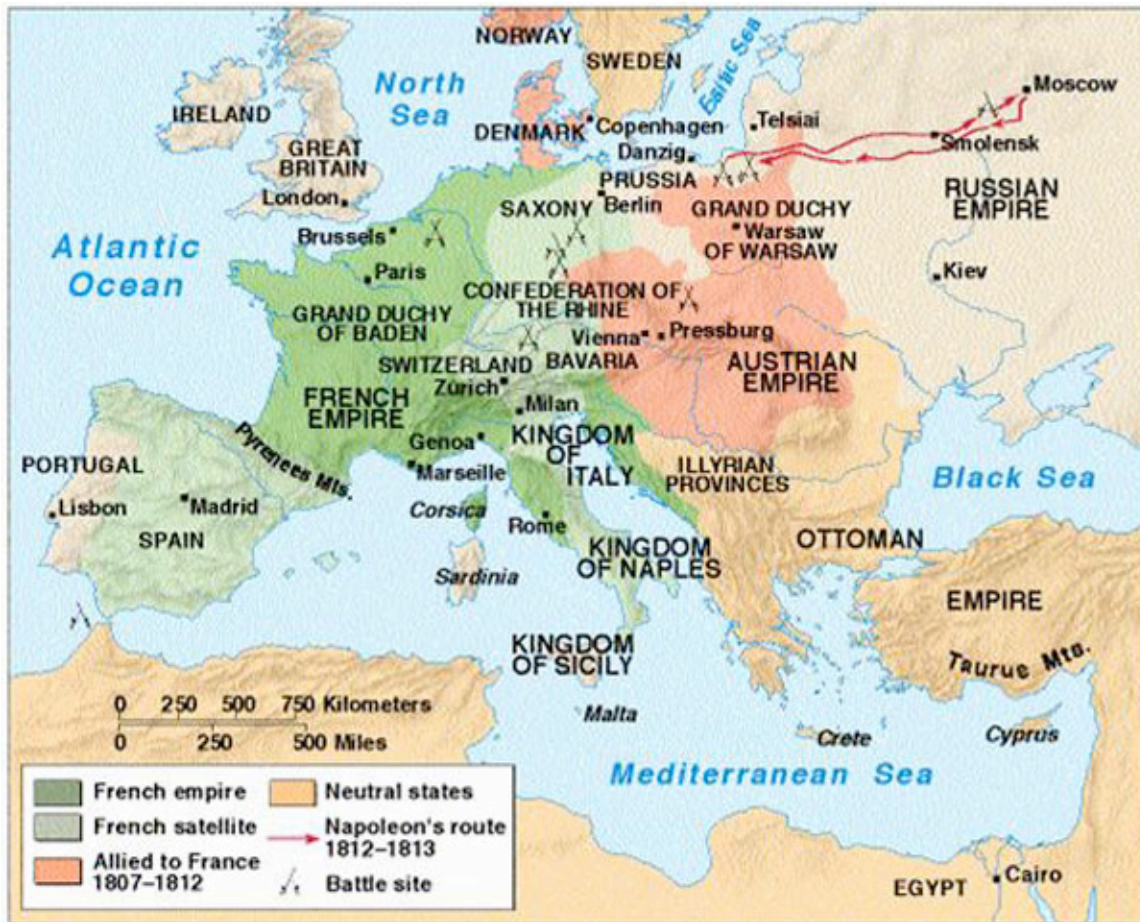 NORWAY
SWEDEN
Baltic Sea
North
Sea
Moscow
IRELAND
DENMARK
Copenhagen
Telsiai
GREAT
BRITAIN
Danzig
Smolensk
London
PRUSSIA
Berlin
RUSSIAN
EMPIRE
SAXONY
GRAND DUCHY
Warsaw
OF WARSAW
Atlantic
Ocean
Brussels
Paris
Kiev
CONFEDERATION OF
THE RHINE
GRAND DUCHY
OF BADEN
Vienna
Pressburg
SWITZERLAND
BAVARIA
AUSTRIAN
EMPIRE
Zürich
FRENCH
EMPIRE
Milan
Genoa
KINGDOM
OF
ITALY
Pyrenees Mts.
Marseille
ILLYRIAN
PROVINCES
Black Sea
PORTUGAL
Lisbon
Madrid
SPAIN
Corsica
Rome
OTTOMAN
EMPIRE
KINGDOM
OF NAPLES
Sardinia
KINGDOM
OF SICILY
Taurue Mts.
0 250 500 750 Kilometers
0 250 500 Miles
Malta
Crete
Cyprus
Mediterranean Sea
French empire
French satellite
Allied to France
1807–1812
Neutral states
Napoleon's route
1812–1813
Battle site
EGYPT
Cairo